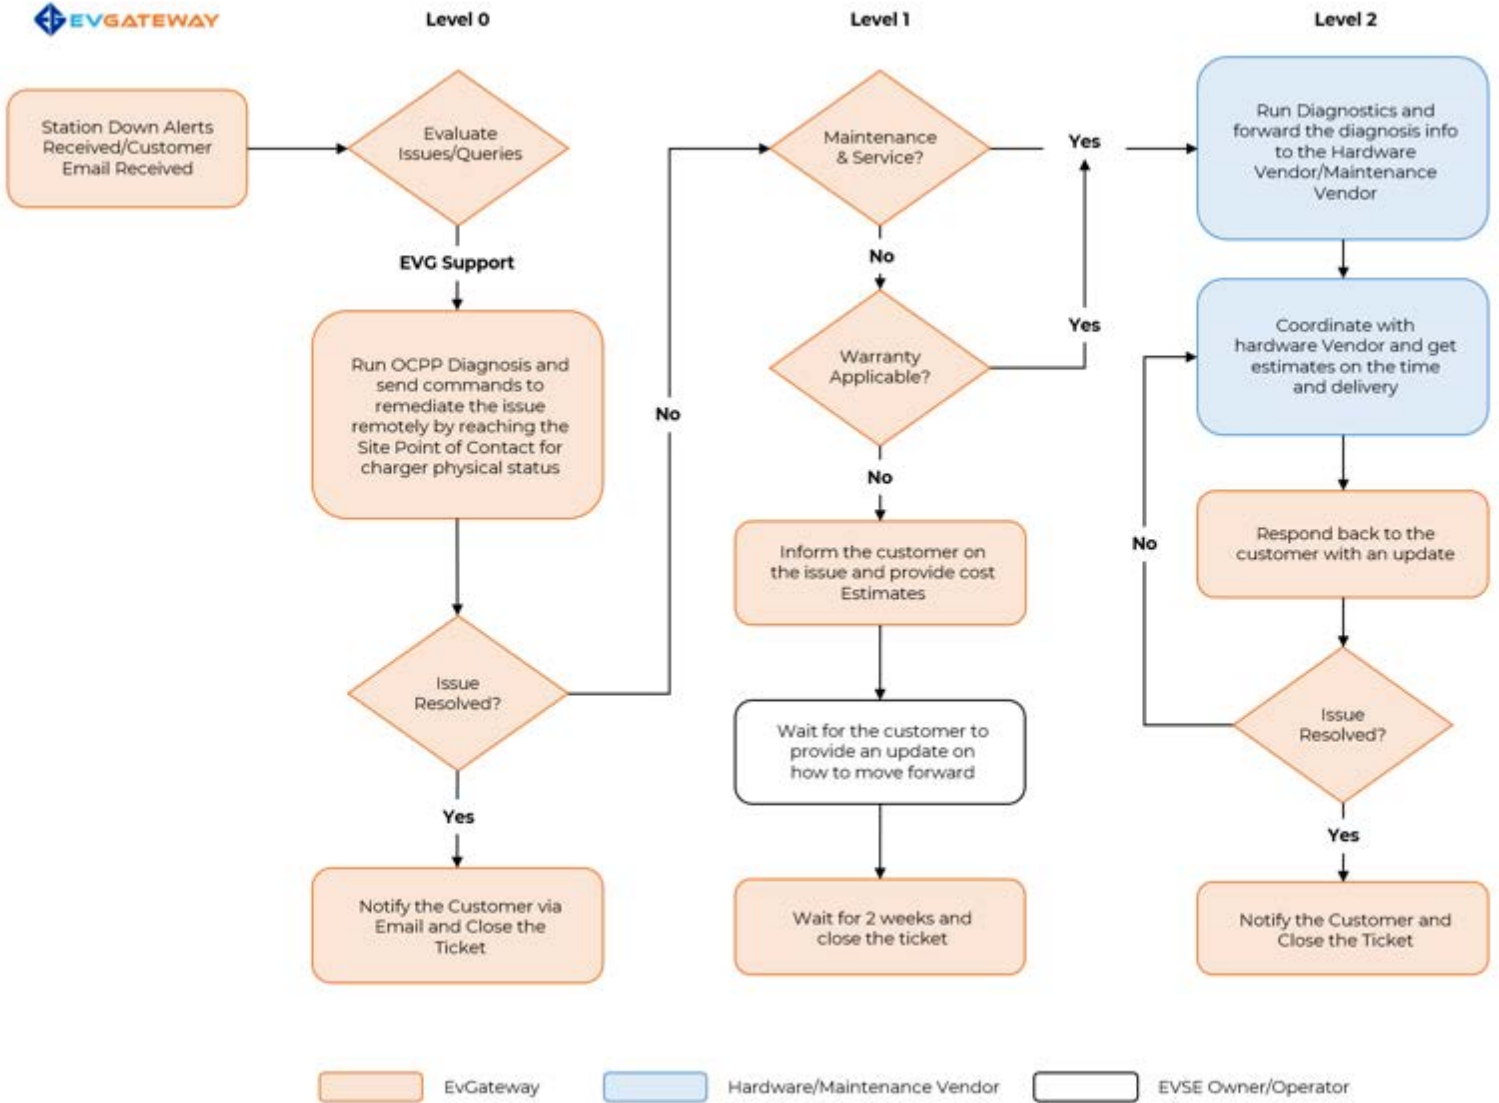 EVGATEWAY
Level 0
Level 1
Level 2
Station Down Alerts
Received/Customer
Email Received
Evaluate
Issues/Queries
EVG Support
Run OCPP Diagnosis and
send commands to
remediate the issue
remotely by reaching the
Site Point of Contact for
charger physical status
Issue
Resolved?
No
Yes
Notify the Customer via
Email and Close the
Ticket
Maintenance
& Service?
Yes
No
Warranty
Applicable?
Yes
No
Inform the customer on
the issue and provide cost
Estimates
Wait for the customer to
provide an update on
how to move forward
Wait for 2 weeks and
close the ticket
Run Diagnostics and
forward the diagnosis info
to the Hardware
Vendor/Maintenance
Vendor
Coordinate with
hardware Vendor and get
estimates on the time
and delivery
Respond back to the
customer with an update
No
Issue
Resolved?
Yes
Notify the Customer and
Close the Ticket
EvGateway
Hardware/Maintenance Vendor
EVSE Owner/Operator